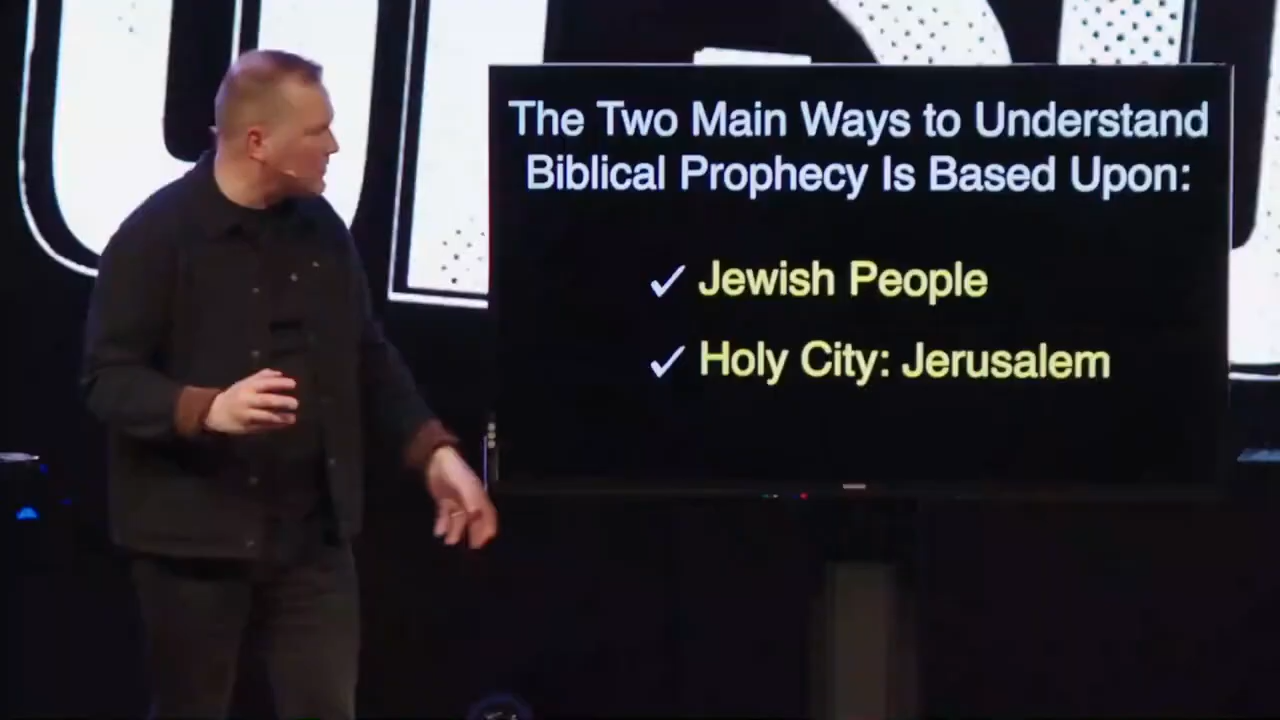 The Two Main Ways to Understand
Biblical Prophecy Is Based Upon:
✓ Jewish People
✓ Holy City: Jerusalem